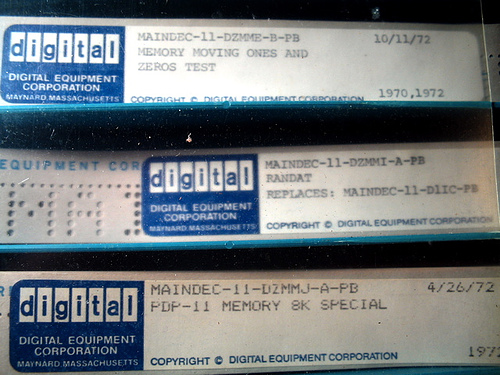 digital
DIGITAL EQUIPMENT
CORPORATION
MAYNARD, MASSACHUSETTS
MAINDEC-11-DZMME-B-PB 10/11/72
MEMORY MOVING ONES AND
ZEROS TEST
COPYRIGHT © DIGITAL EQUIPMENT CORPORATION 1970,1972
EQUIPMENT COR
MAI
digital
DIGITAL EQUIPMENT
CORPORATION
MAYNARD, MASSACHUSETTS
MAINDEC-11-DZMMI-A-PB
RANDAT
REPLACES: MAINDEC-11-D1IC-PB
COPYRIGHT © DIGITAL EQUIPMENT CORPORATION
R
digital
DIGITAL EQUIPMENT
CORPORATION
MAYNARD, MASSACHUSETTS
MAINDEC-11-DZMMJ-A-PB 4/26/72
PDP-11 MEMORY 8K SPECIAL
COPYRIGHT © DIGITAL EQUIPMENT CORPORATION 197